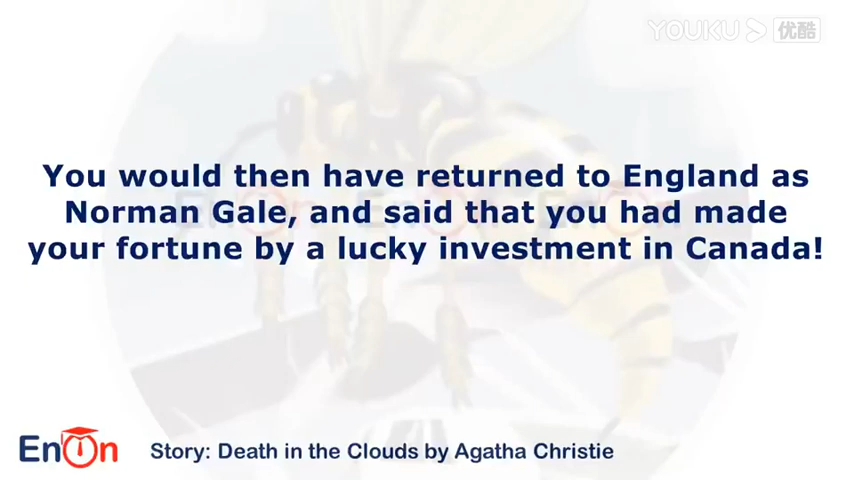 YOUKU 优酷
You would then have returned to England as
Norman Gale, and said that you had made
your fortune by a lucky investment in Canada!
EnOn
Story: Death in the Clouds by Agatha Christie